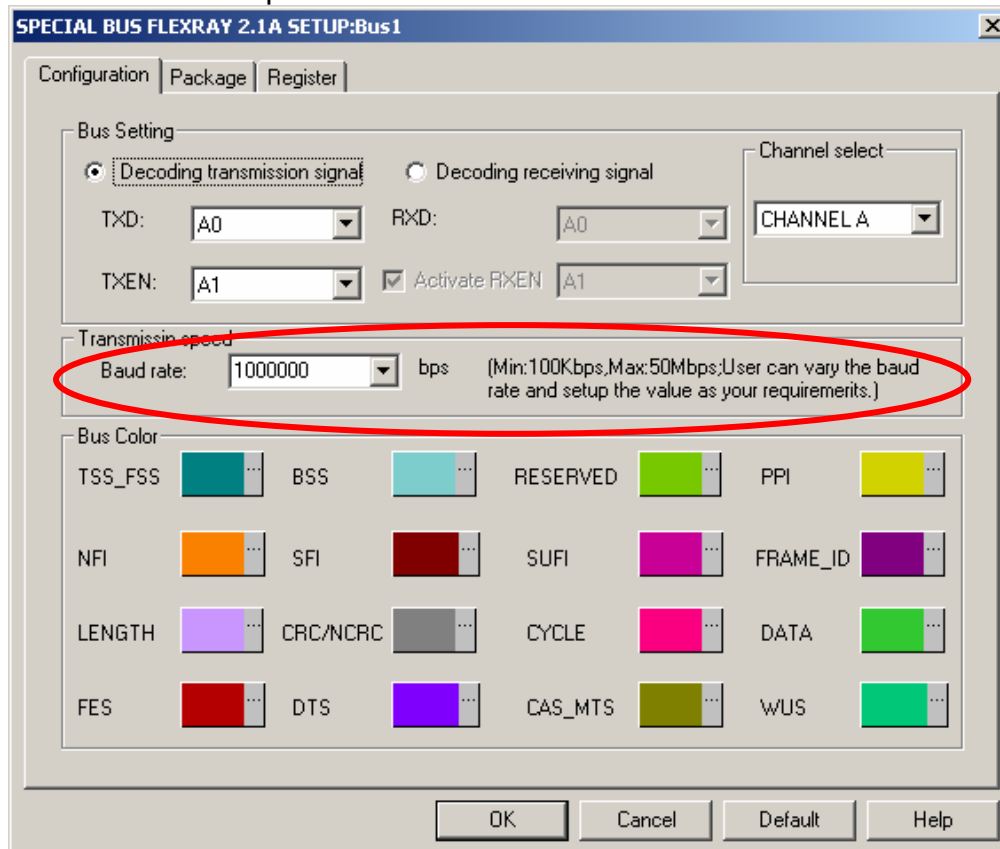 SPECIAL BUS FLEXRAY 2.1A SETUP:Bus1
Configuration Package Register
Bus Setting
Decoding transmission signal Decoding receiving signal
Channel select
TXD: A0 RXD: A0 CHANNEL A
TXEN: A1 Activate RXEN A1
Transmissin speed
Baud rate: 1000000 bps (Min:100Kbps,Max:50Mbps;User can vary the baud
rate and setup the value as your requiremerits.)
Bus Color
TSS_FSS BSS RESERVED PPI
NFI SFI SUFI FRAME_ID
LENGTH CRC/NCRC CYCLE DATA
FES DTS CAS_MTS WUS
OK Cancel Default Help